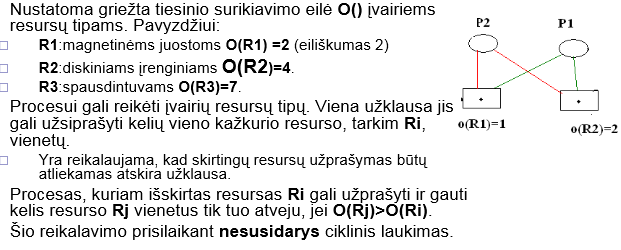 Nustatoma griežta tiesinio surikiavimo eilė O() įvairiems
resursų tipams. Pavyzdžiui:
R1:magnetinėms juostoms O(R1) =2 (eiliškumas 2)
R2:diskiniams įrenginiams O(R2)=4.
R3:spausdintuvams O(R3)=7.
Procesui gali reikėti įvairių resursų tipų. Viena užklausa jis
gali užsiprašyti kelių vieno kažkurio resurso, tarkim Ri,
vienetų.
Yra reikalaujama, kad skirtingų resursų užprašymas būtų
atliekamas atskira užklausa.
Procesas, kuriam išskirtas resursas Ri gali užprašyti ir gauti
kelis resurso Rj vienetus tik tuo atveju, jei O(Rj)>O(Ri).
Šio reikalavimo prisilaikant nesusidarys ciklinis laukimas.
P2 P1
o(R1)=1
o(R2)=2